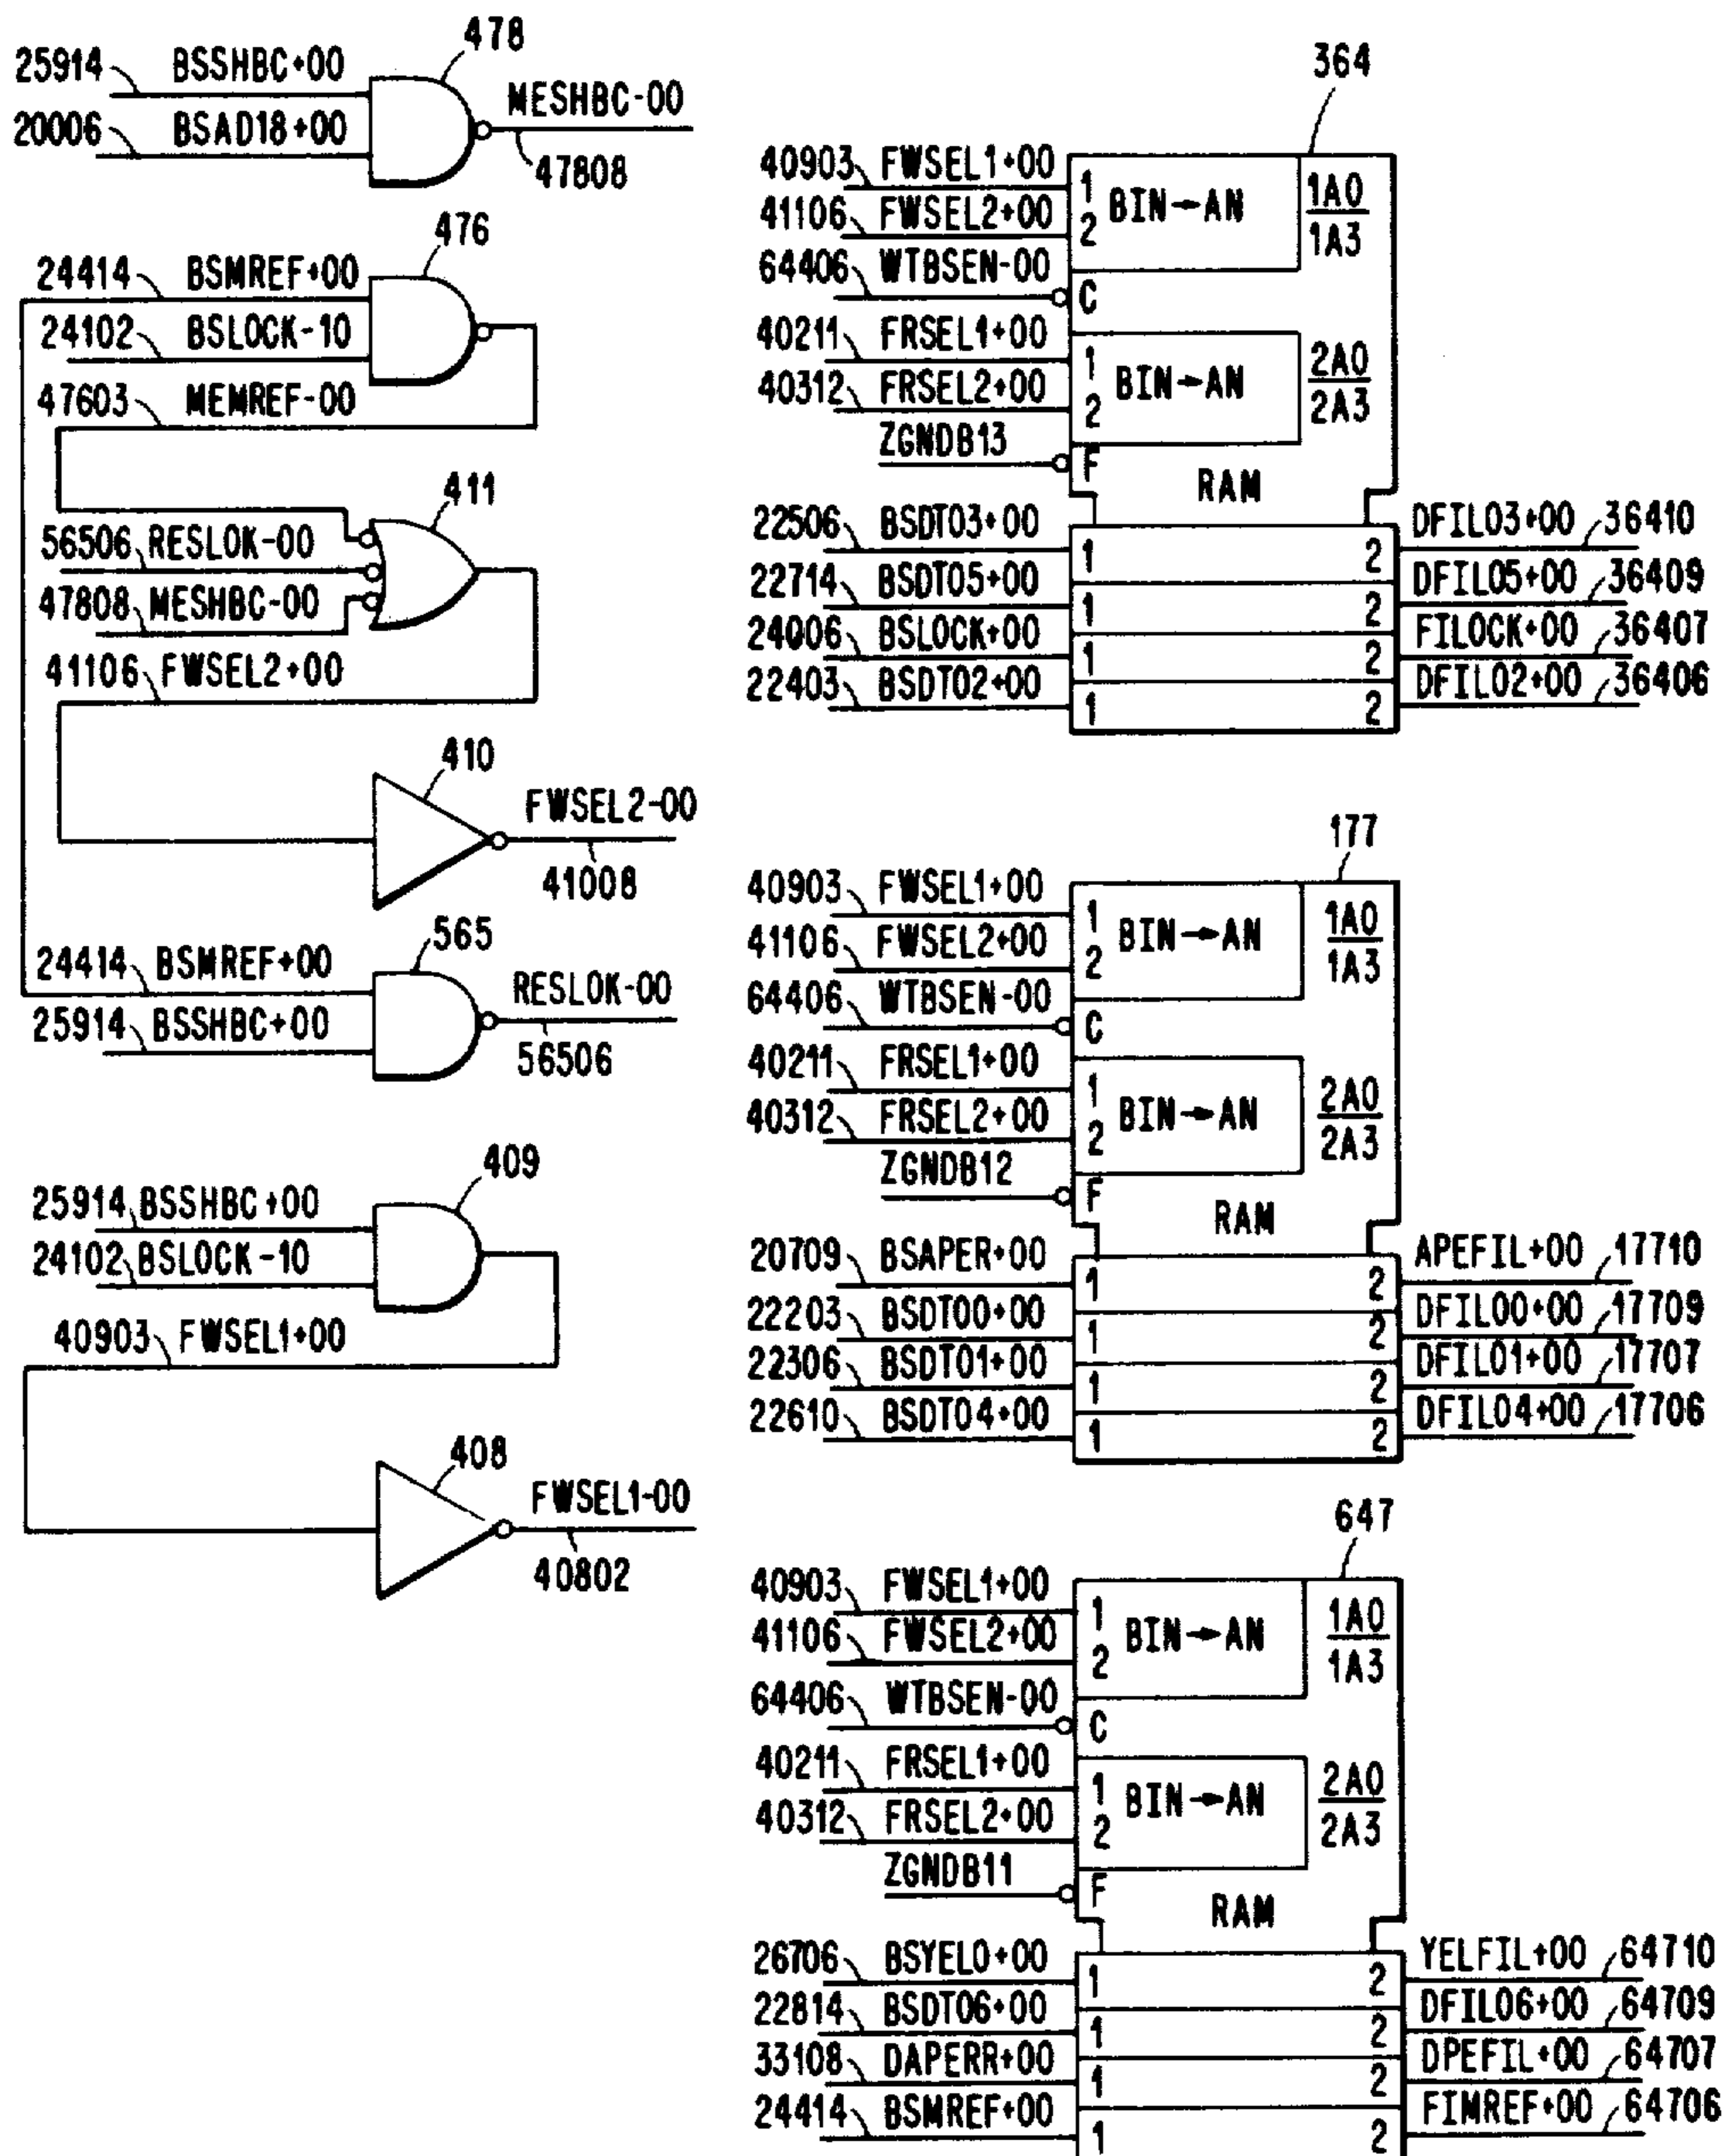 478
25914 BSSHBC+00
MESHBC-00
20006 BSAD18+00
47808
476
24414 BSMREF+00
24102 BSLOCK-10
47603 MEMREF-00
411
56506 RESLOK-00
47808 MESHBC-00
41106 FWSEL2+00
410
FWSEL2-00
41008
565
24414 BSMREF+00
RESLOK-00
25914 BSSHBC+00
56506
409
25914 BSSHBC+00
24102 BSLOCK-10
40903 FWSEL1+00
408
FWSEL1-00
40802
364
40903 FWSEL1+00 1 BIN→AN 1A0
41106 FWSEL2+00 2 1A3
64406 WTBSEN-00 C
40211 FRSEL1+00 1 BIN→AN 2A0
40312 FRSEL2+00 2 2A3
ZGNDB13 F
RAM
22506 BSDT03+00 1 2 DFIL03+00 36410
22714 BSDT05+00 1 2 DFIL05+00 36409
24006 BSLOCK+00 1 2 FILOCK+00 36407
22403 BSDT02+00 1 2 DFIL02+00 36406
177
40903 FWSEL1+00 1 BIN→AN 1A0
41106 FWSEL2+00 2 1A3
64406 WTBSEN-00 C
40211 FRSEL1+00 1 BIN→AN 2A0
40312 FRSEL2+00 2 2A3
ZGNDB12 F
RAM
20709 BSAPER+00 1 2 APEFIL+00 17710
22203 BSDT00+00 1 2 DFIL00+00 17709
22306 BSDT01+00 1 2 DFIL01+00 17707
22610 BSDT04+00 1 2 DFIL04+00 17706
647
40903 FWSEL1+00 1 BIN→AN 1A0
41106 FWSEL2+00 2 1A3
64406 WTBSEN-00 C
40211 FRSEL1+00 1 BIN→AN 2A0
40312 FRSEL2+00 2 2A3
ZGNDB11 F
RAM
26706 BSYEL0+00 1 2 YELFIL+00 64710
22814 BSDT06+00 1 2 DFIL06+00 64709
33108 DAPERR+00 1 2 DPEFIL+00 64707
24414 BSMREF+00 1 2 FIMREF+00 64706